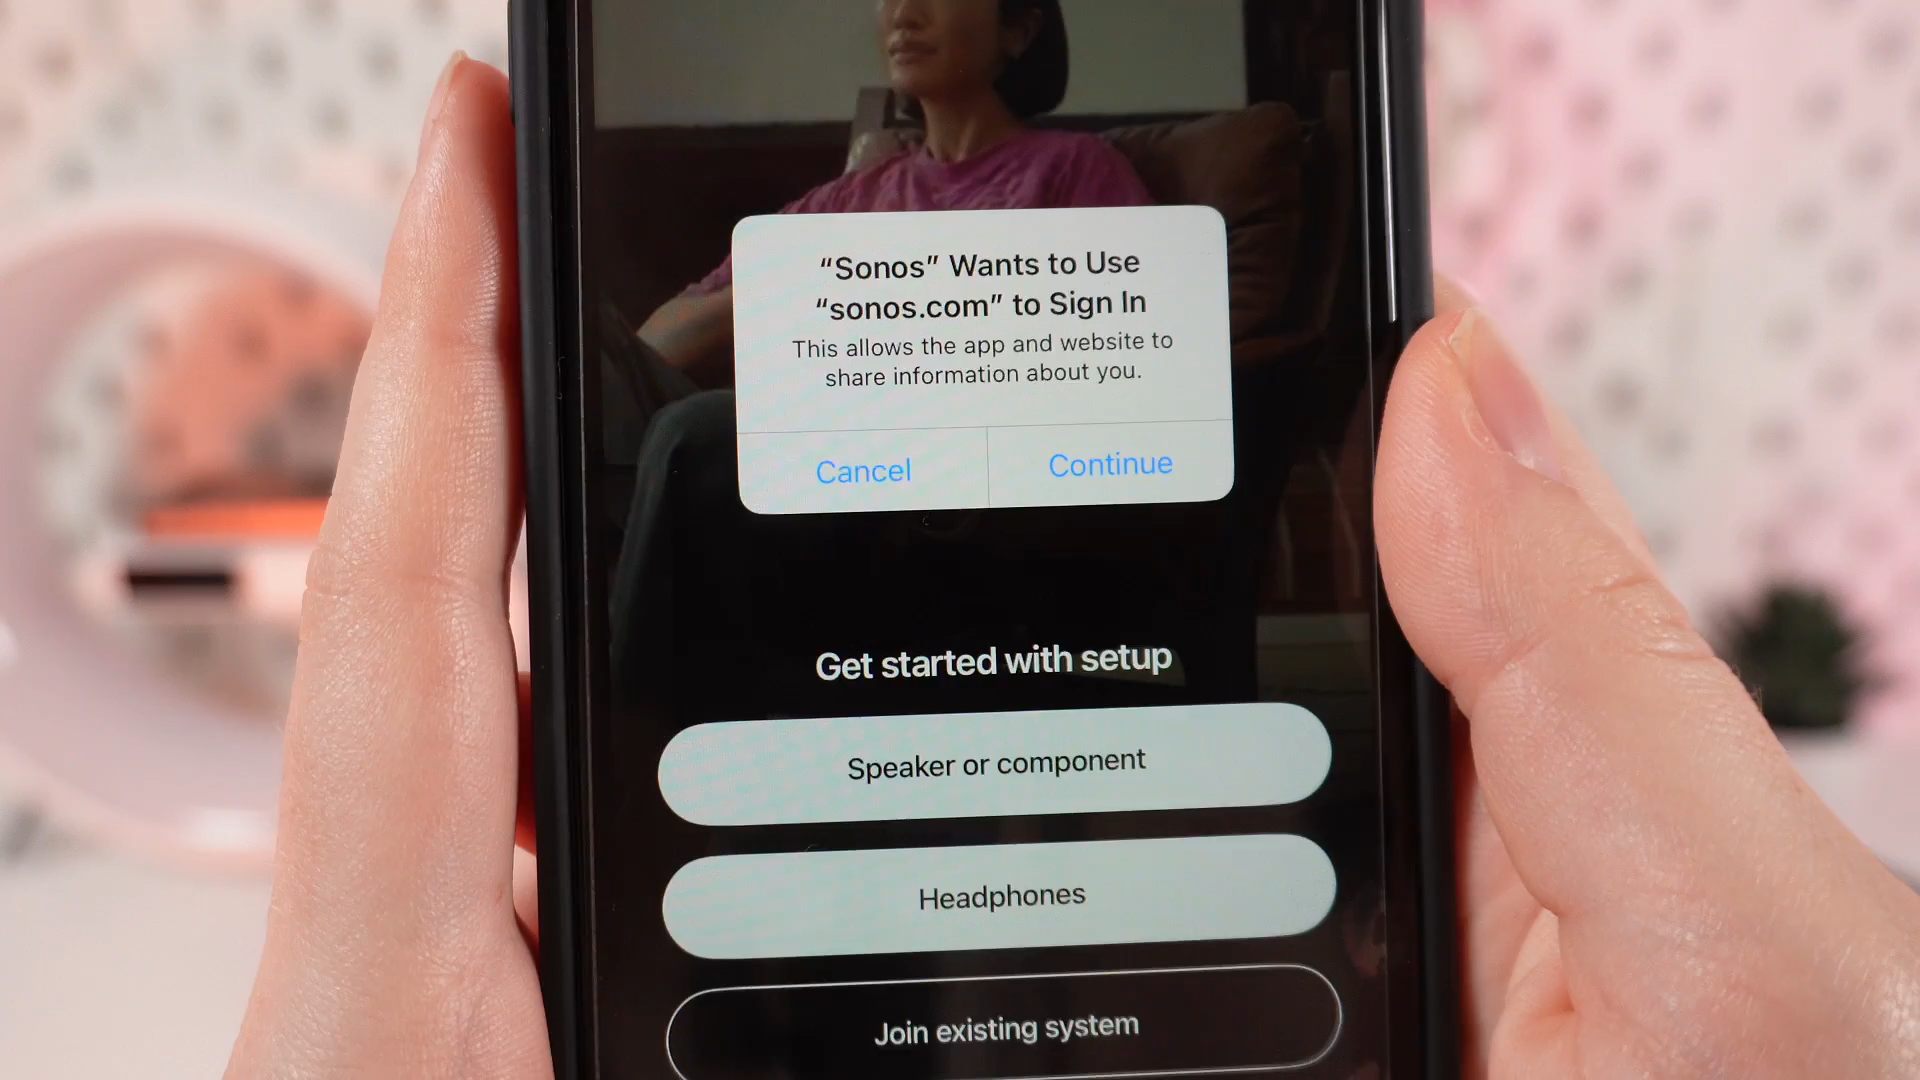 “Sonos” Wants to Use
“sonos.com” to Sign In
This allows the app and website to
share information about you.
Cancel
Continue
Get started with setup
Speaker or component
Headphones
Join existing system